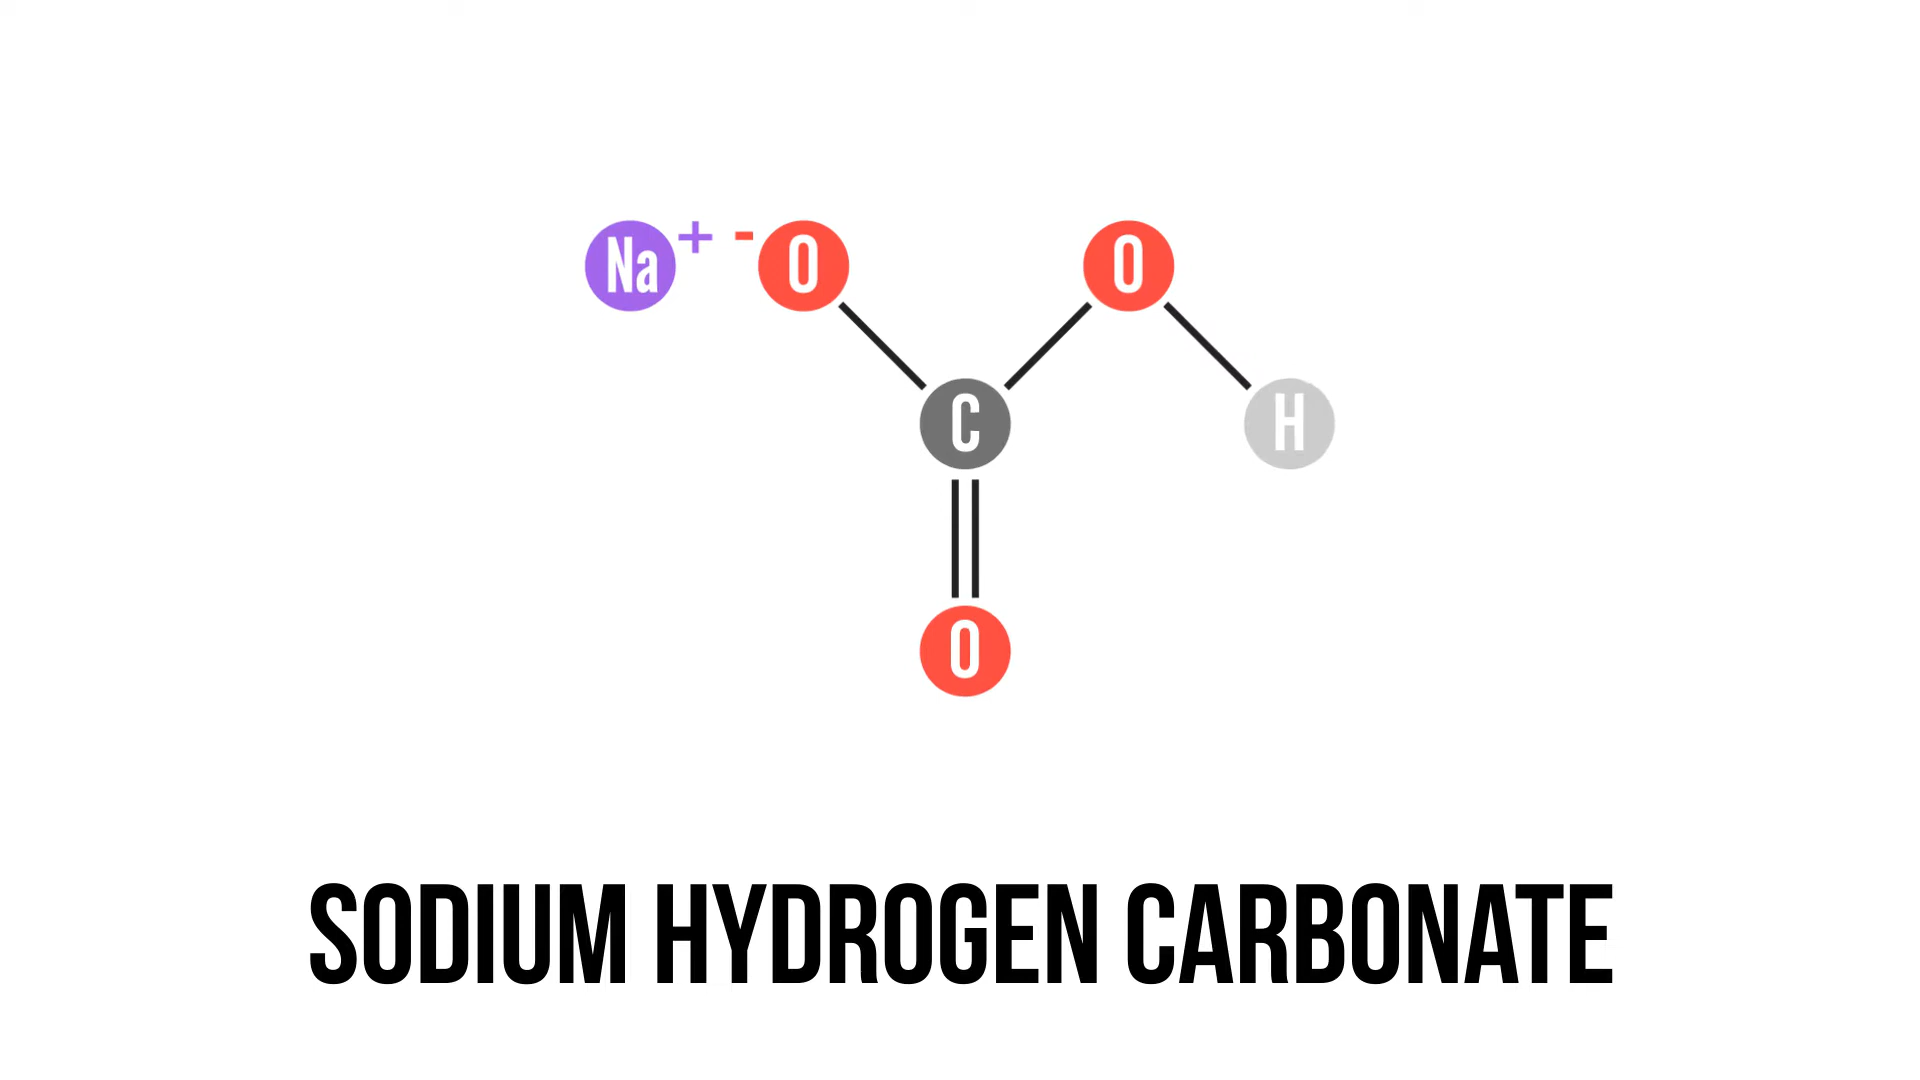 Na + - O O
C H
O
SODIUM HYDROGEN CARBONATE